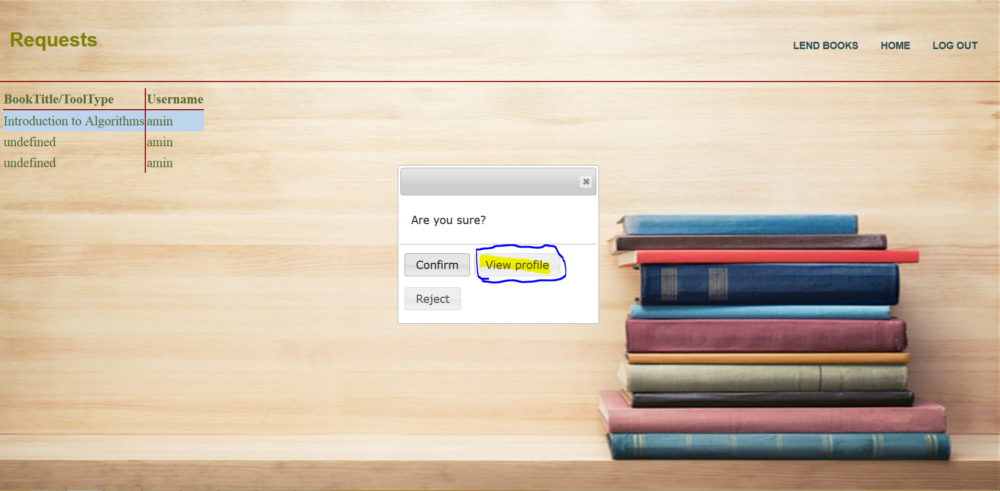 Requests
LEND BOOKS HOME LOG OUT
BookTitle/ToolType Username
Introduction to Algorithms amin
undefined amin
undefined amin
Are you sure?
Confirm View profile
Reject